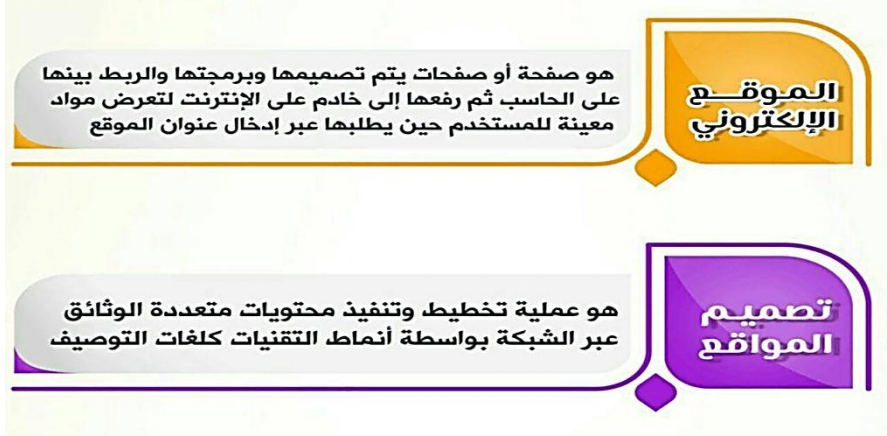 الموقع
الإلكتروني
هو صفحة أو صفحات يتم تصميمها وبرمجتها والربط بينها
على الحاسب ثم رفعها إلى خادم على الإنترنت لتعرض مواد
معينة للمستخدم حين يطلبها عبر إدخال عنوان الموقع
تصميم
المواقع
هو عملية تخطيط وتنفيذ محتويات متعددة الوثائق
عبر الشبكة بواسطة أنماط التقنيات كلغات التوصيف